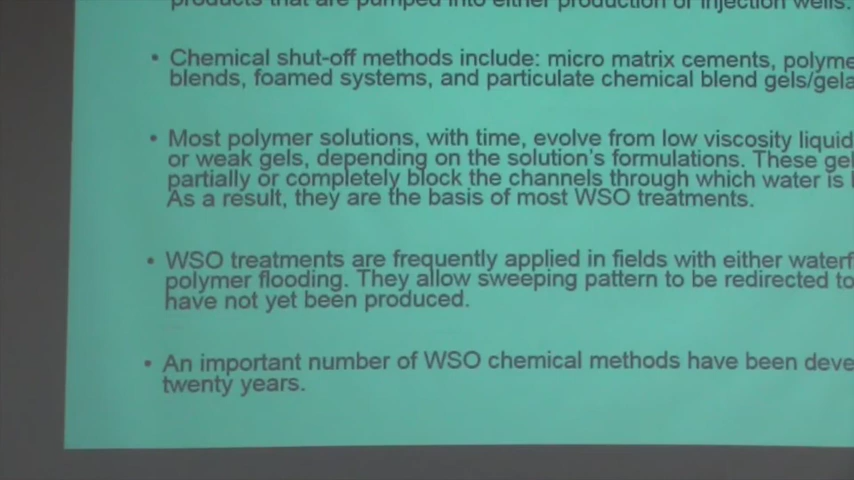 products that are pumped into either production or injection wells.
• Chemical shut-off methods include: micro matrix cements, polyme
blends, foamed systems, and particulate chemical blend gels/gela
• Most polymer solutions, with time, evolve from low viscosity liquid
or weak gels, depending on the solution's formulations. These gel
partially or completely block the channels through which water is
As a result, they are the basis of most WSO treatments.
• WSO treatments are frequently applied in fields with either waterf
polymer flooding. They allow sweeping pattern to be redirected to
have not yet been produced.
• An important number of WSO chemical methods have been deve
twenty years.